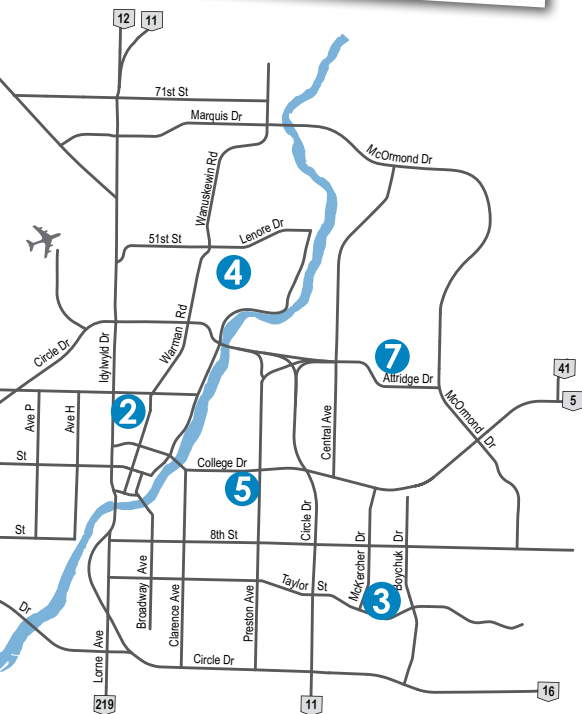 12
11
71st St
Marquis Dr
McOrmond Dr
Wanuskewin Rd
51st St
Lenore Dr
4
Circle Dr
Idylwyld Dr
Warman Rd
7
Attridge Dr
41
5
McOrmond Dr
Ave P
Ave H
2
Central Ave
St
College Dr
5
Circle Dr
8th St
St
McKercher Dr
Boychuk Dr
Broadway Ave
Clarence Ave
Preston Ave
Taylor St
3
Dr
Lorne Ave
Circle Dr
219
11
16